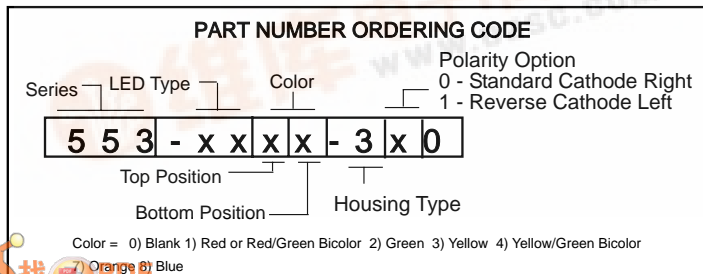 PART NUMBER ORDERING CODE
Polarity Option
0 - Standard Cathode Right
1 - Reverse Cathode Left
Series LED Type Color
5 5 3 - x x x x - 3 x 0
Top Position
Bottom Position Housing Type
Color = 0) Blank 1) Red or Red/Green Bicolor 2) Green 3) Yellow 4) Yellow/Green Bicolor
7) Orange 8) Blue